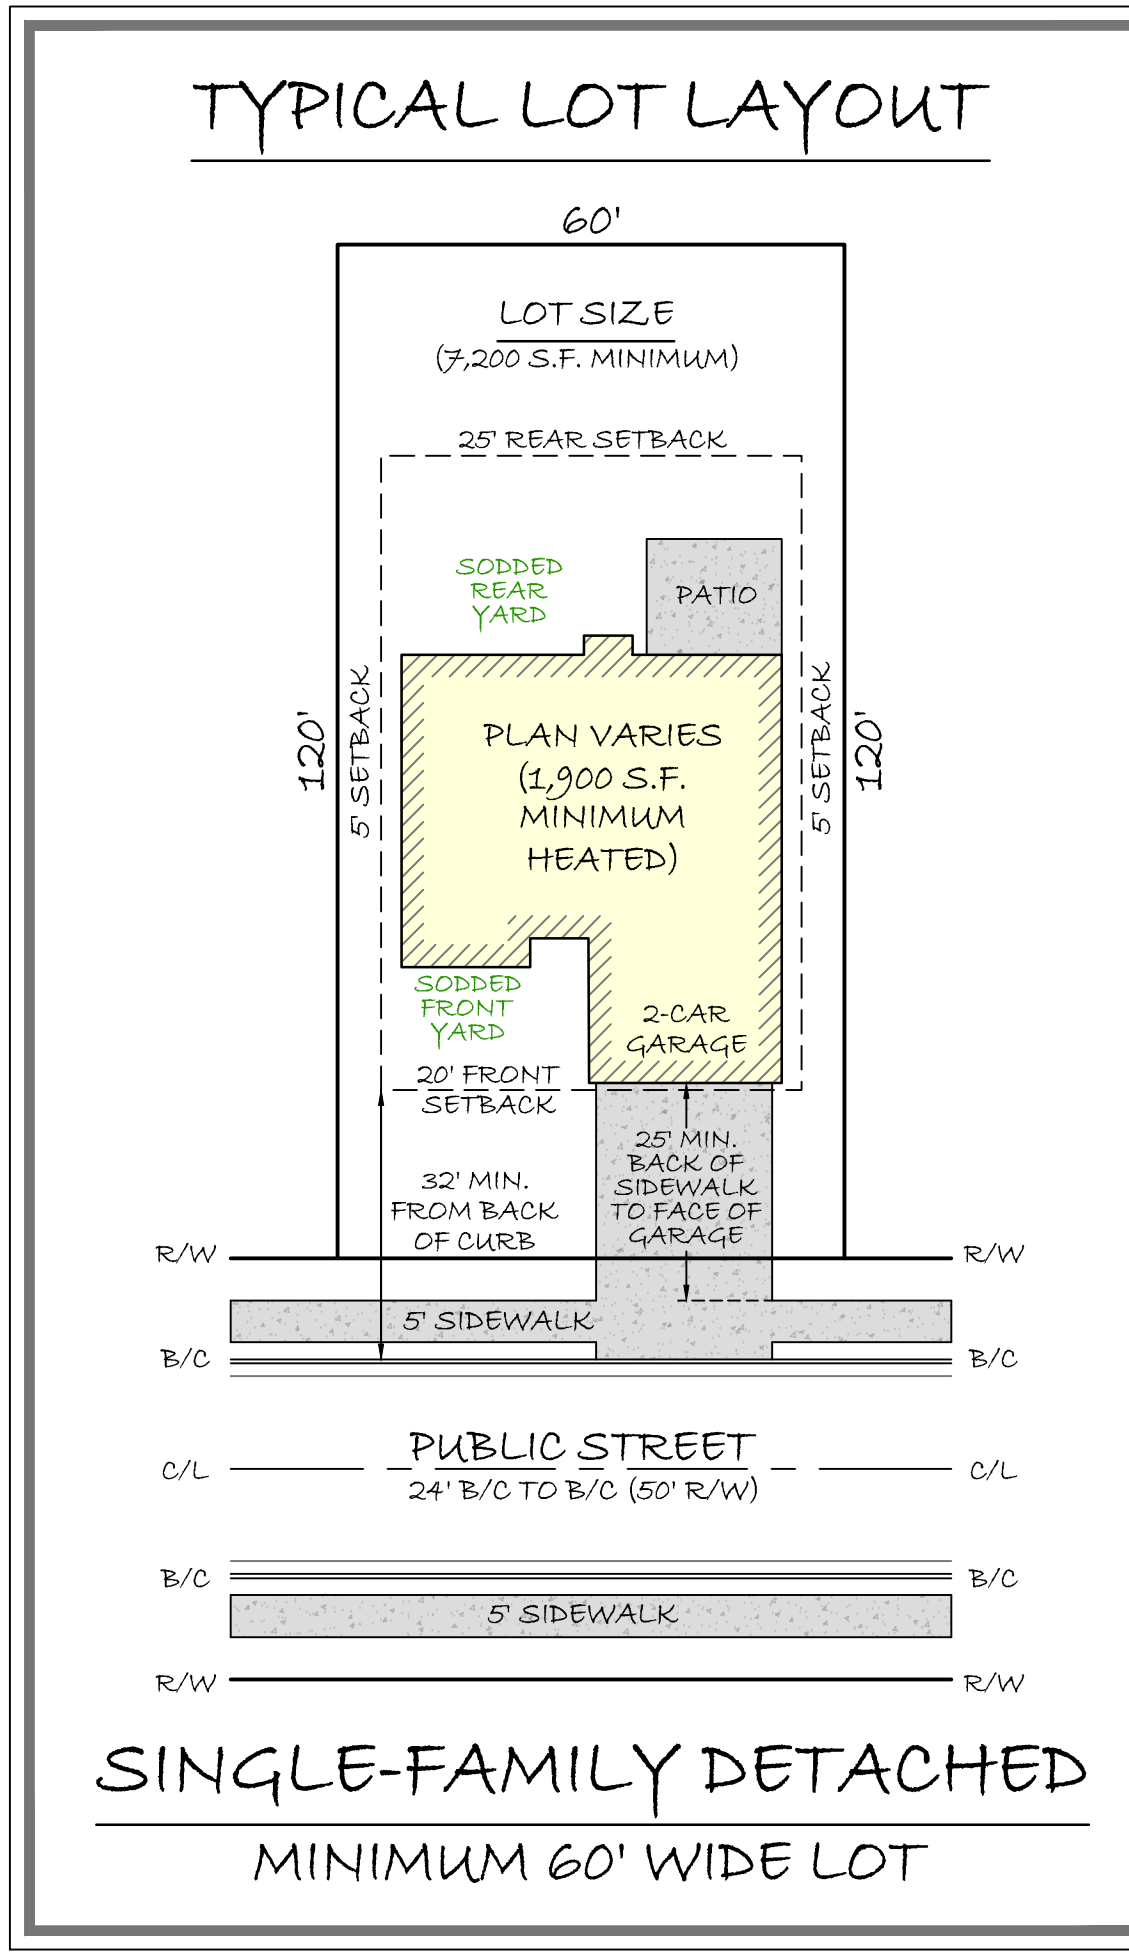 TYPICAL LOT LAYOUT
60'
LOT SIZE
(7,200 S.F. MINIMUM)
25' REAR SETBACK
SODDED
REAR
YARD
PATIO
120'
5' SETBACK
PLAN VARIES
(1,900 S.F.
MINIMUM
HEATED)
5' SETBACK
120'
SODDED
FRONT
YARD
2-CAR
GARAGE
20' FRONT
SETBACK
25' MIN.
BACK OF
SIDEWALK
TO FACE OF
GARAGE
32' MIN.
FROM BACK
OF CURB
R/W
R/W
5' SIDEWALK
B/C
B/C
PUBLIC STREET
C/L
C/L
24' B/C TO B/C (50' R/W)
B/C
B/C
5' SIDEWALK
R/W
R/W
SINGLE-FAMILY DETACHED
MINIMUM 60' WIDE LOT